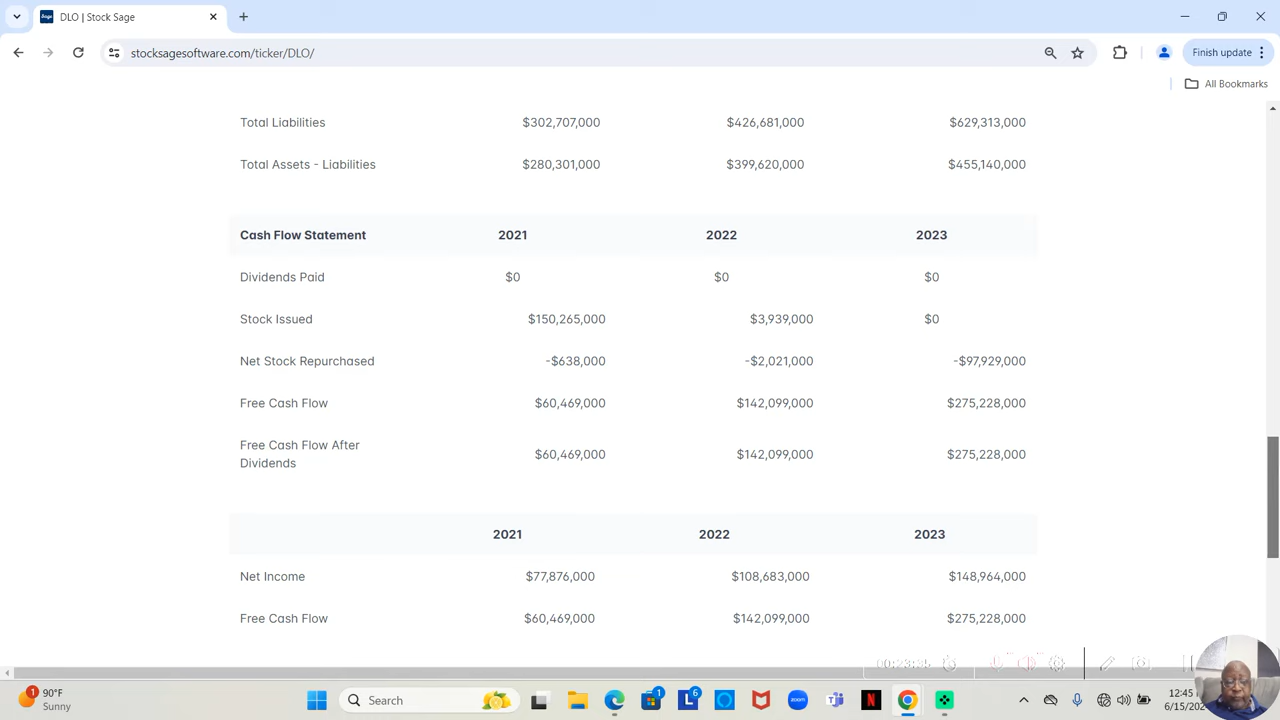 DLO | Stock Sage
stocksagesoftware.com/ticker/DLO/
Finish update
All Bookmarks
Total Liabilities $302,707,000 $426,681,000 $629,313,000
Total Assets - Liabilities $280,301,000 $399,620,000 $455,140,000
Cash Flow Statement 2021 2022 2023
Dividends Paid $0 $0 $0
Stock Issued $150,265,000 $3,939,000 $0
Net Stock Repurchased -$638,000 -$2,021,000 -$97,929,000
Free Cash Flow $60,469,000 $142,099,000 $275,228,000
Free Cash Flow After
Dividends $60,469,000 $142,099,000 $275,228,000
2021 2022 2023
Net Income $77,876,000 $108,683,000 $148,964,000
Free Cash Flow $60,469,000 $142,099,000 $275,228,000
90°F
Sunny
Search
12:45